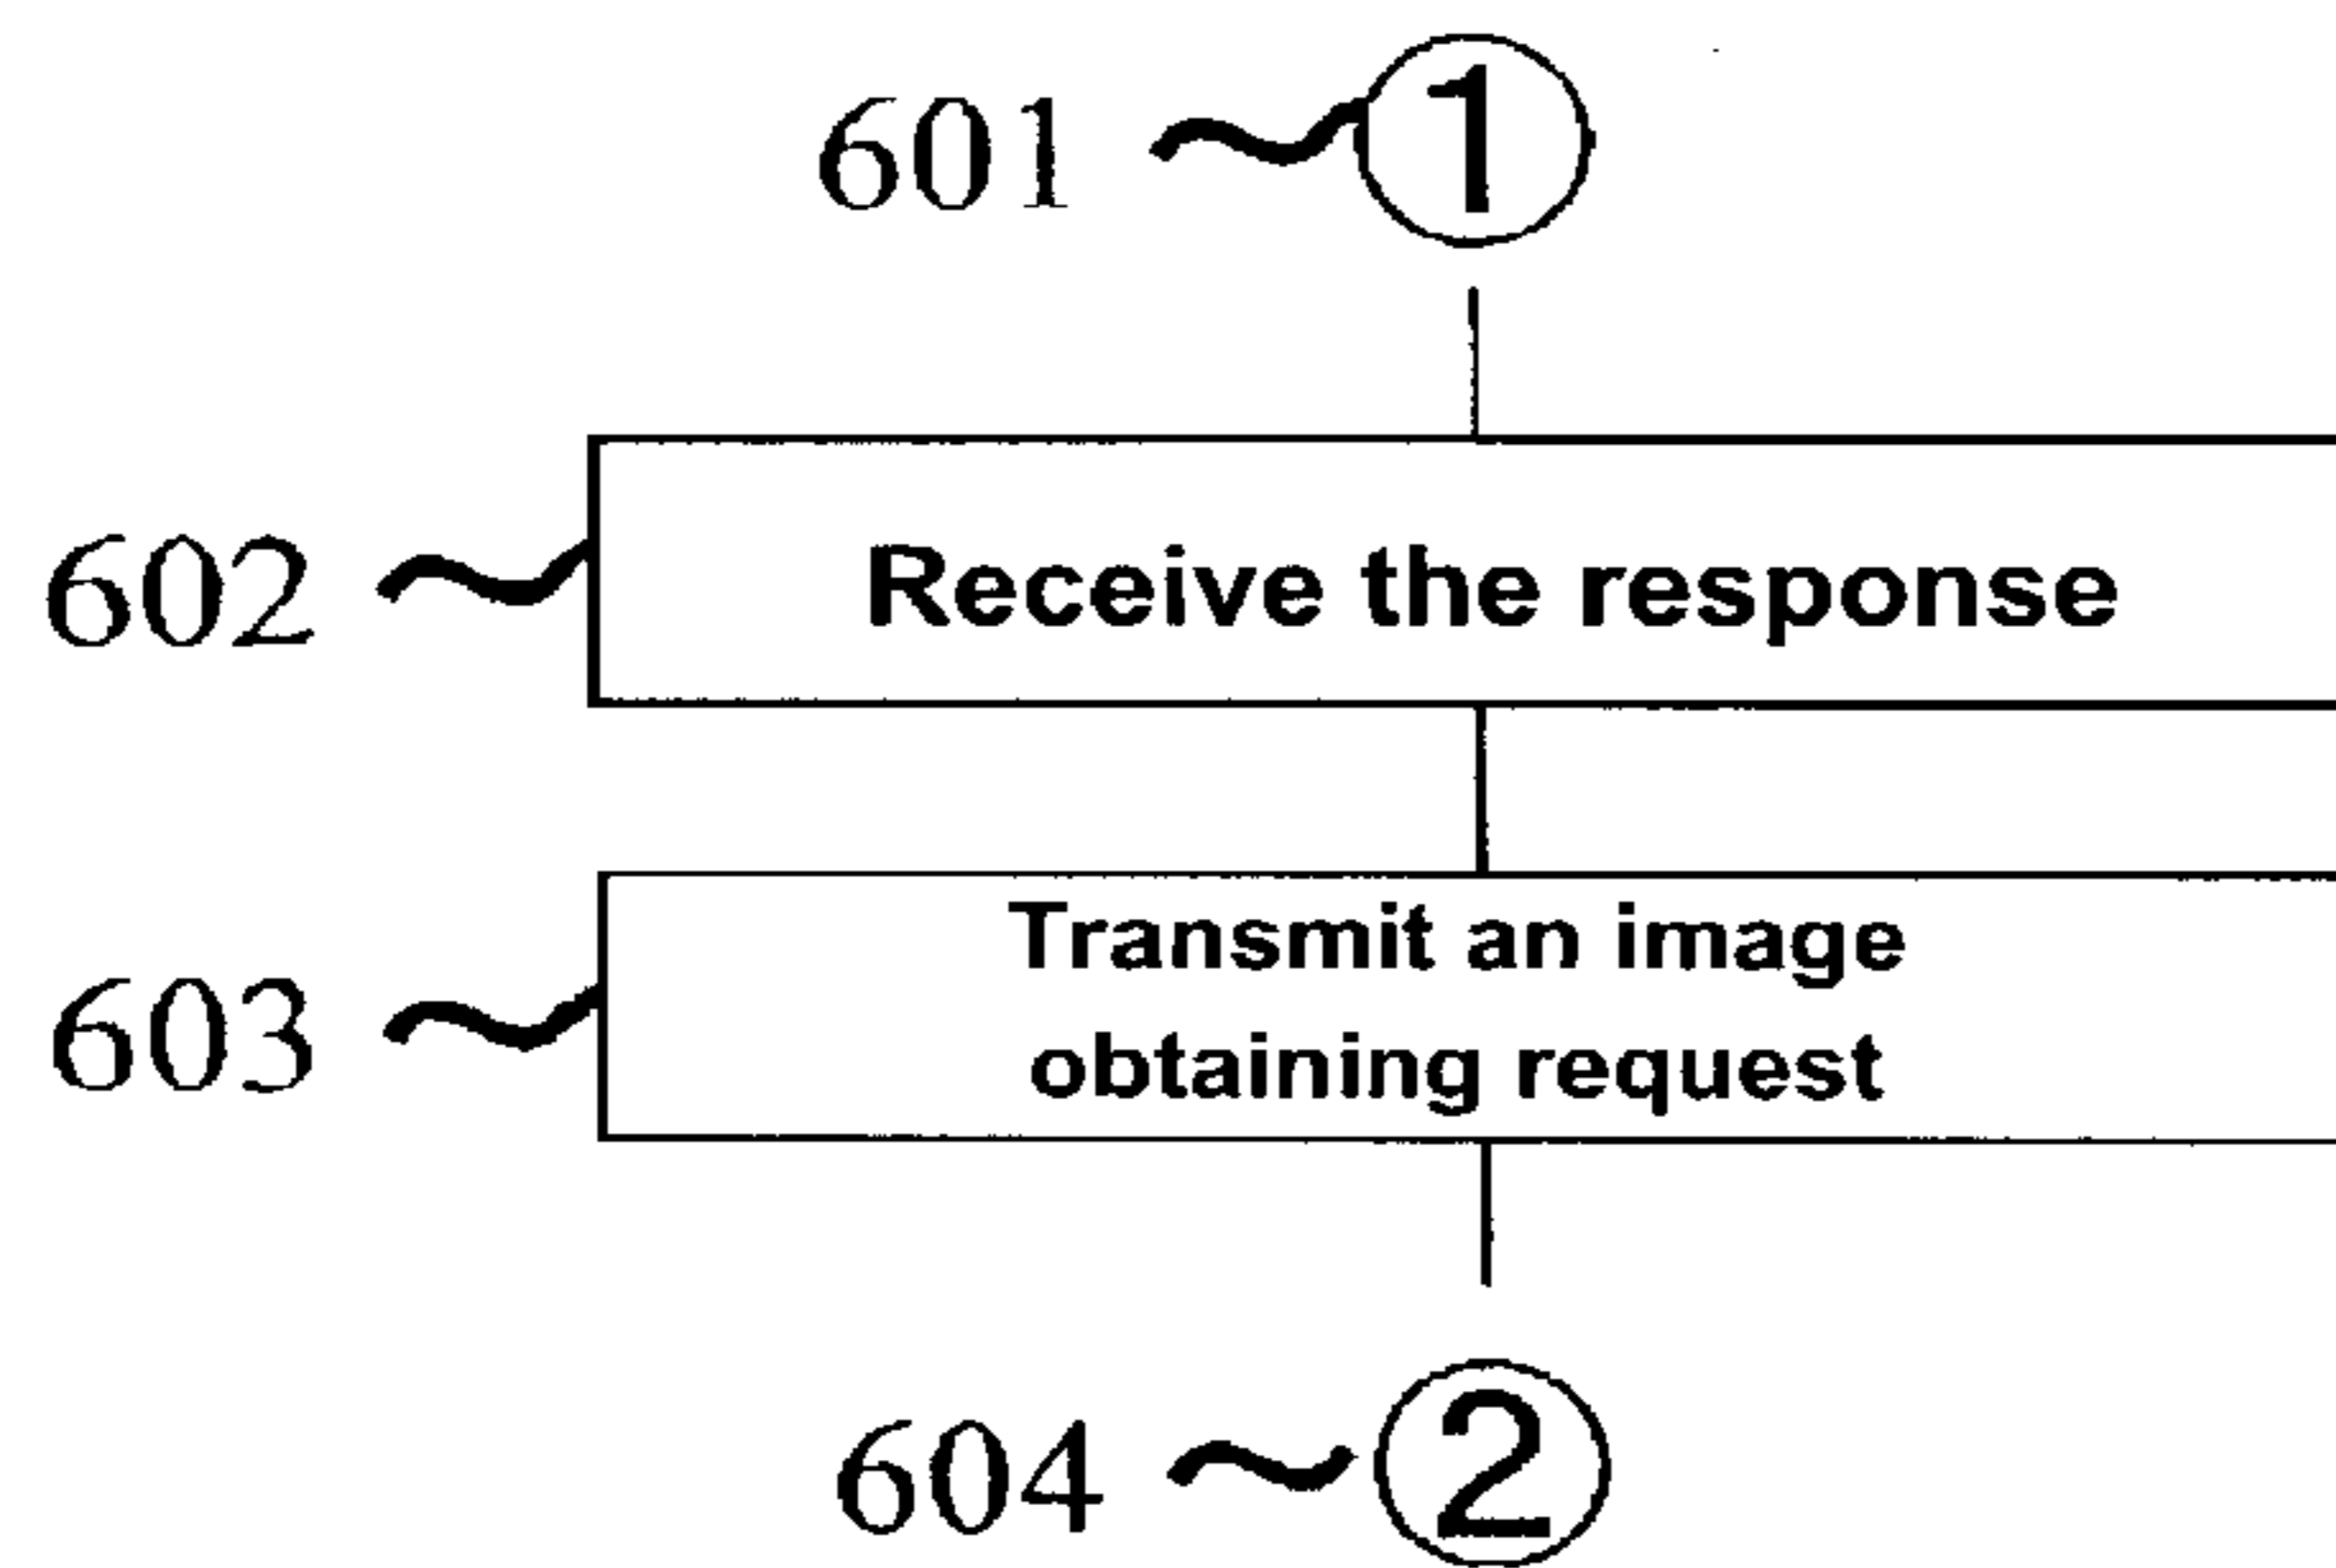 601 1
602 Receive the response
603 Transmit an image
obtaining request
604 2